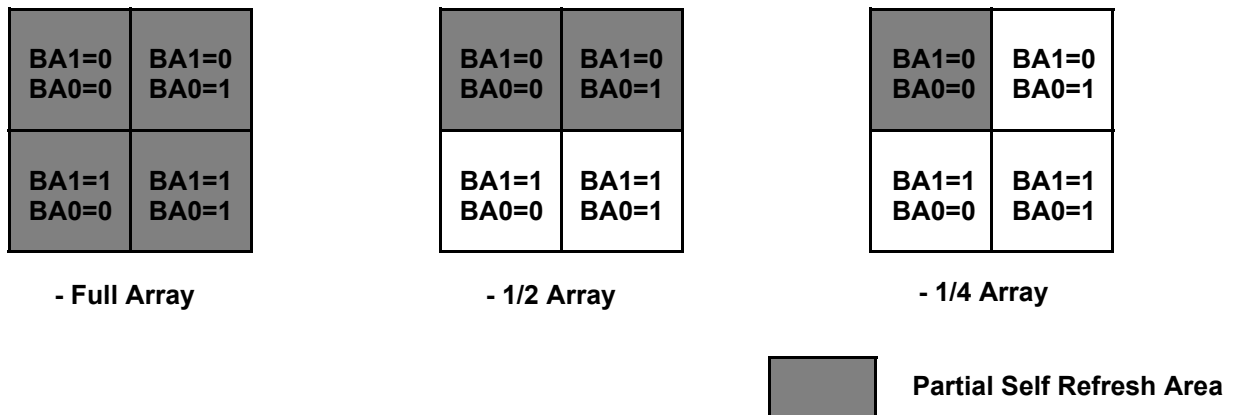 BA1=0 BA1=0 BA1=0 BA1=0 BA1=0 BA1=0
BA0=0 BA0=1 BA0=0 BA0=1 BA0=0 BA0=1
BA1=1 BA1=1 BA1=1 BA1=1 BA1=1 BA1=1
BA0=0 BA0=1 BA0=0 BA0=1 BA0=0 BA0=1
- Full Array - 1/2 Array - 1/4 Array
Partial Self Refresh Area